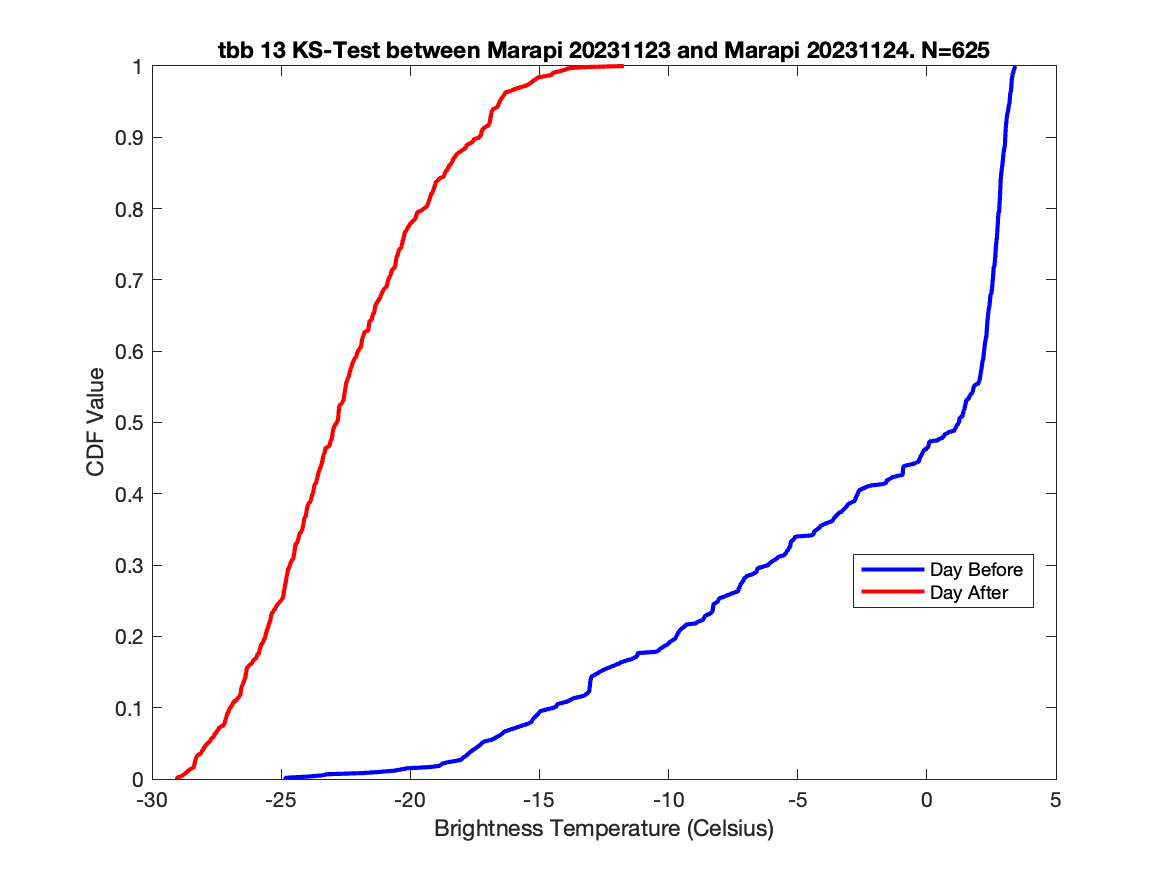 tbb 13 KS-Test between Marapi 20231123 and Marapi 20231124. N=625
1
0.9
0.8
0.7
0.6
0.5
0.4
0.3
0.2
0.1
0
CDF Value
Day Before
Day After
-30 -25 -20 -15 -10 -5 0 5
Brightness Temperature (Celsius)